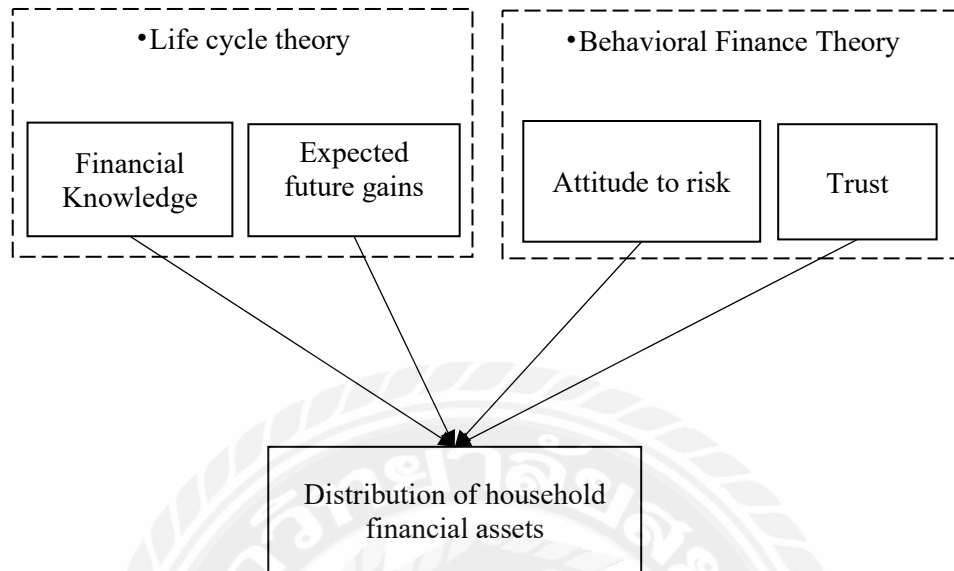 •Life cycle theory
•Behavioral Finance Theory
Financial
Knowledge
Expected
future gains
Attitude to risk
Trust
Distribution of household
financial assets